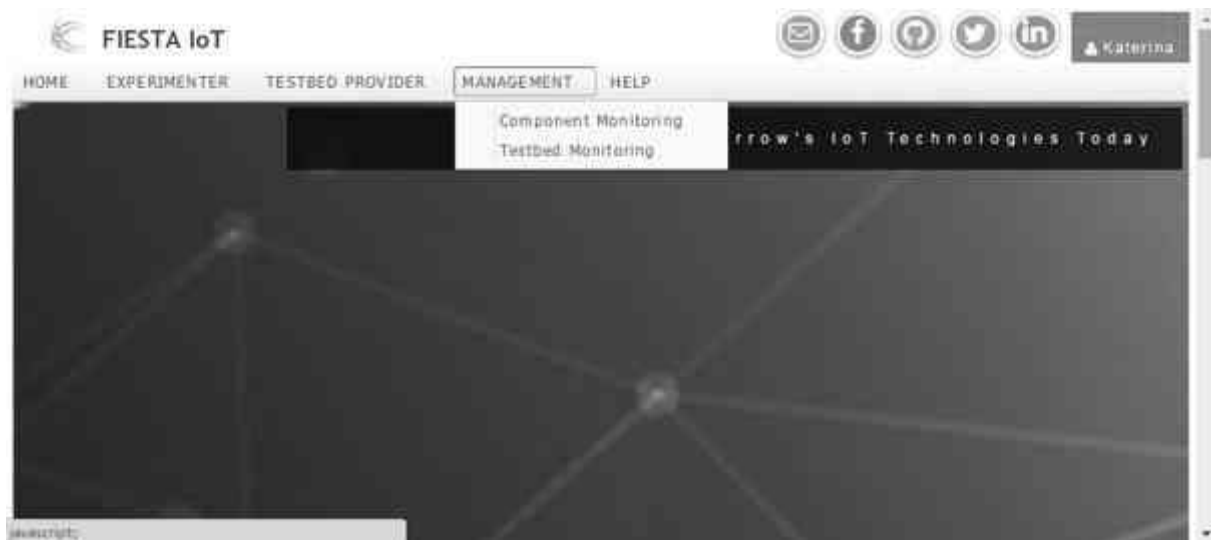 FIESTA IoT
Katerina
HOME EXPERIMENTER TESTBED PROVIDER MANAGEMENT HELP
Component Monitoring
Testbed Monitoring
rrow's IoT Technologies Today
javascript: